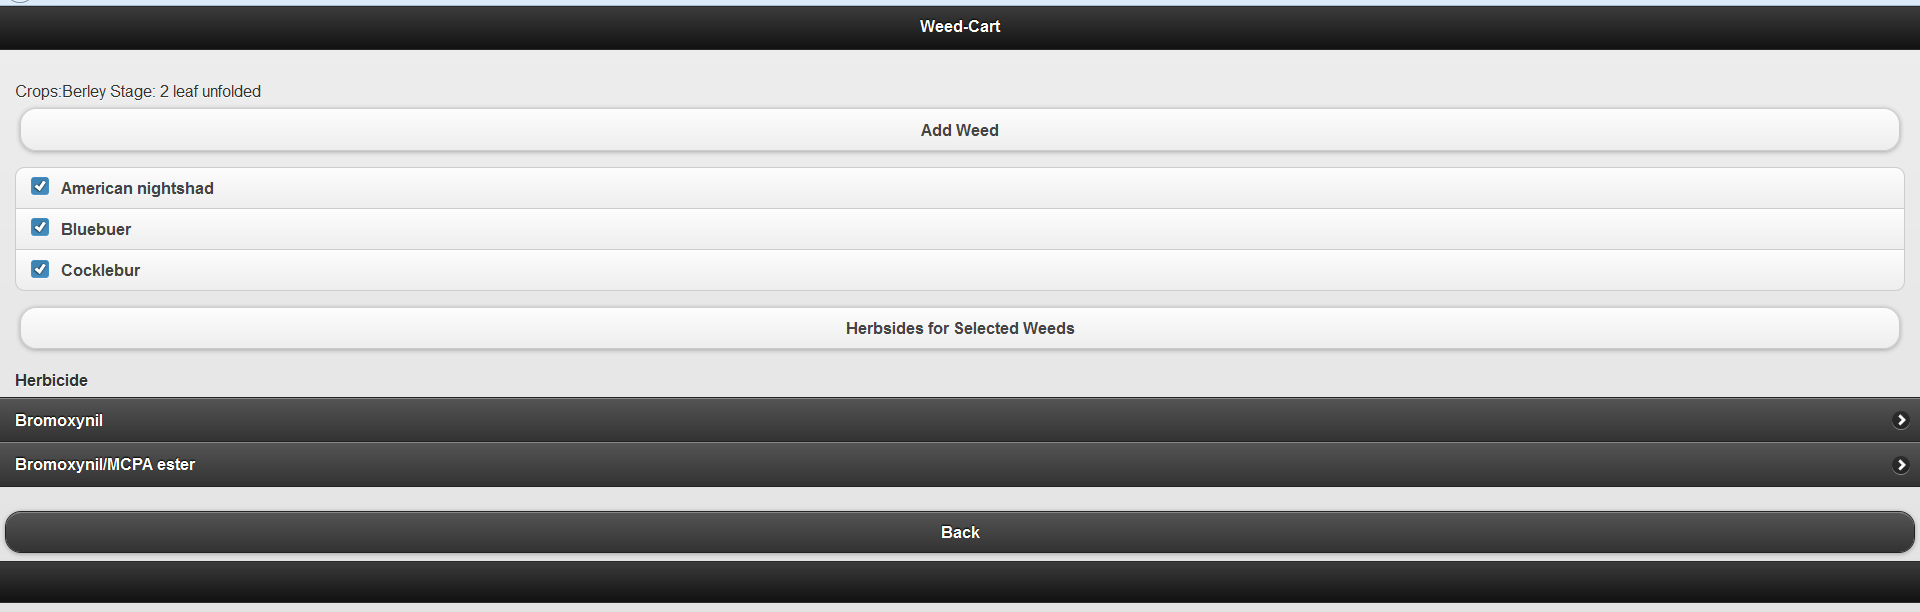 Weed-Cart
Crops:Berley Stage: 2 leaf unfolded
Add Weed
American nightshad
Bluebuer
Cocklebur
Herbsides for Selected Weeds
Herbicide
Bromoxynil
Bromoxynil/MCPA ester
Back